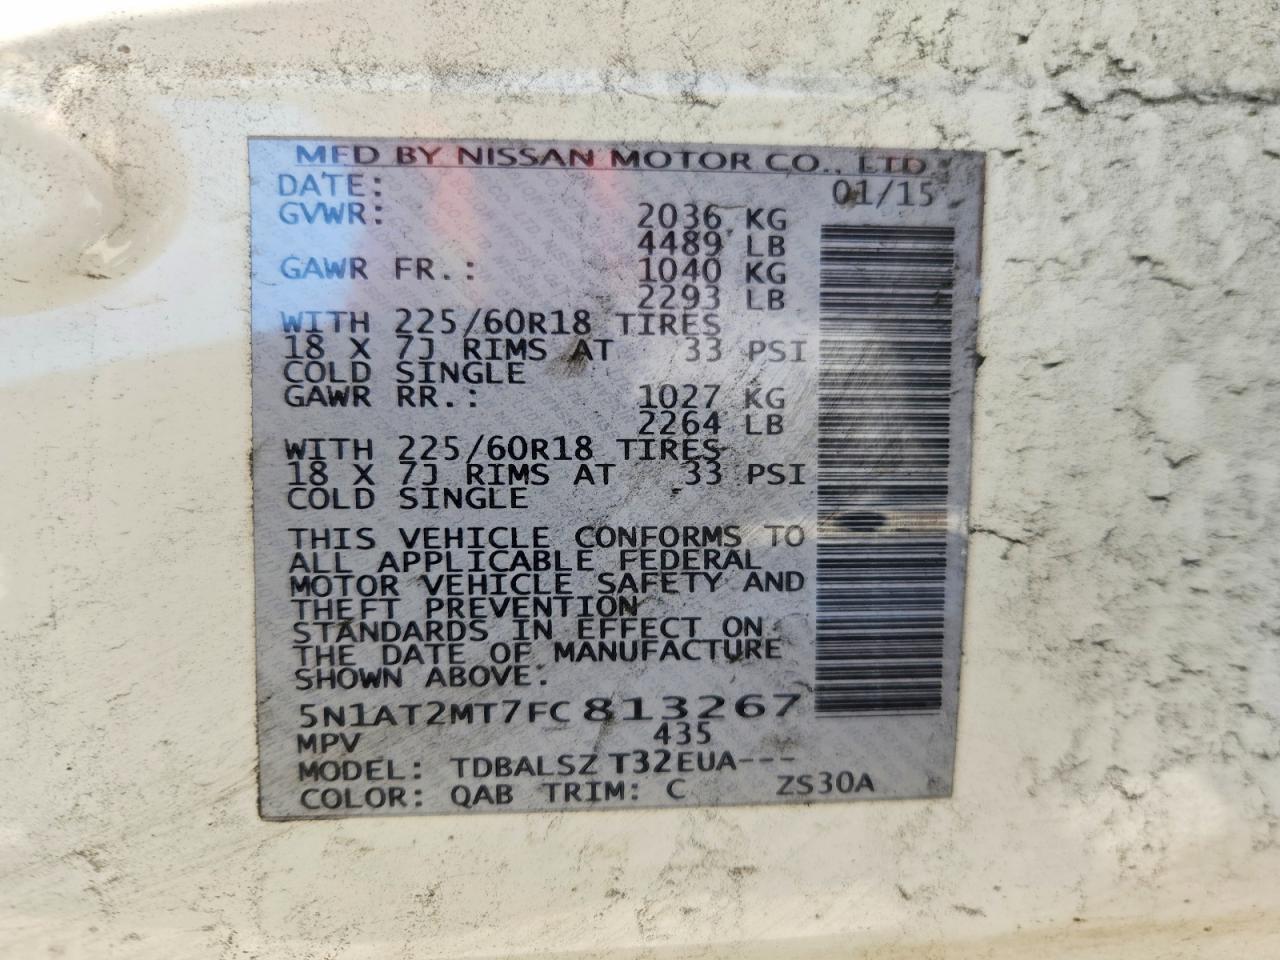 MFD BY NISSAN MOTOR CO., LTD.
DATE: 01/15
GVWR: 2036 KG
4489 LB
GAWR FR.: 1040 KG
2293 LB
WITH 225/60R18 TIRES
18 X 7J RIMS AT 33 PSI
COLD SINGLE
GAWR RR.: 1027 KG
2264 LB
WITH 225/60R18 TIRES
18 X 7J RIMS AT 33 PSI
COLD SINGLE
THIS VEHICLE CONFORMS TO
ALL APPLICABLE FEDERAL
MOTOR VEHICLE SAFETY AND
THEFT PREVENTION
STANDARDS IN EFFECT ON
THE DATE OF MANUFACTURE
SHOWN ABOVE.
5N1AT2MT7FC813267
MPV 435
MODEL: TDBALSZ T32EUA---
COLOR: QAB TRIM: C ZS30A